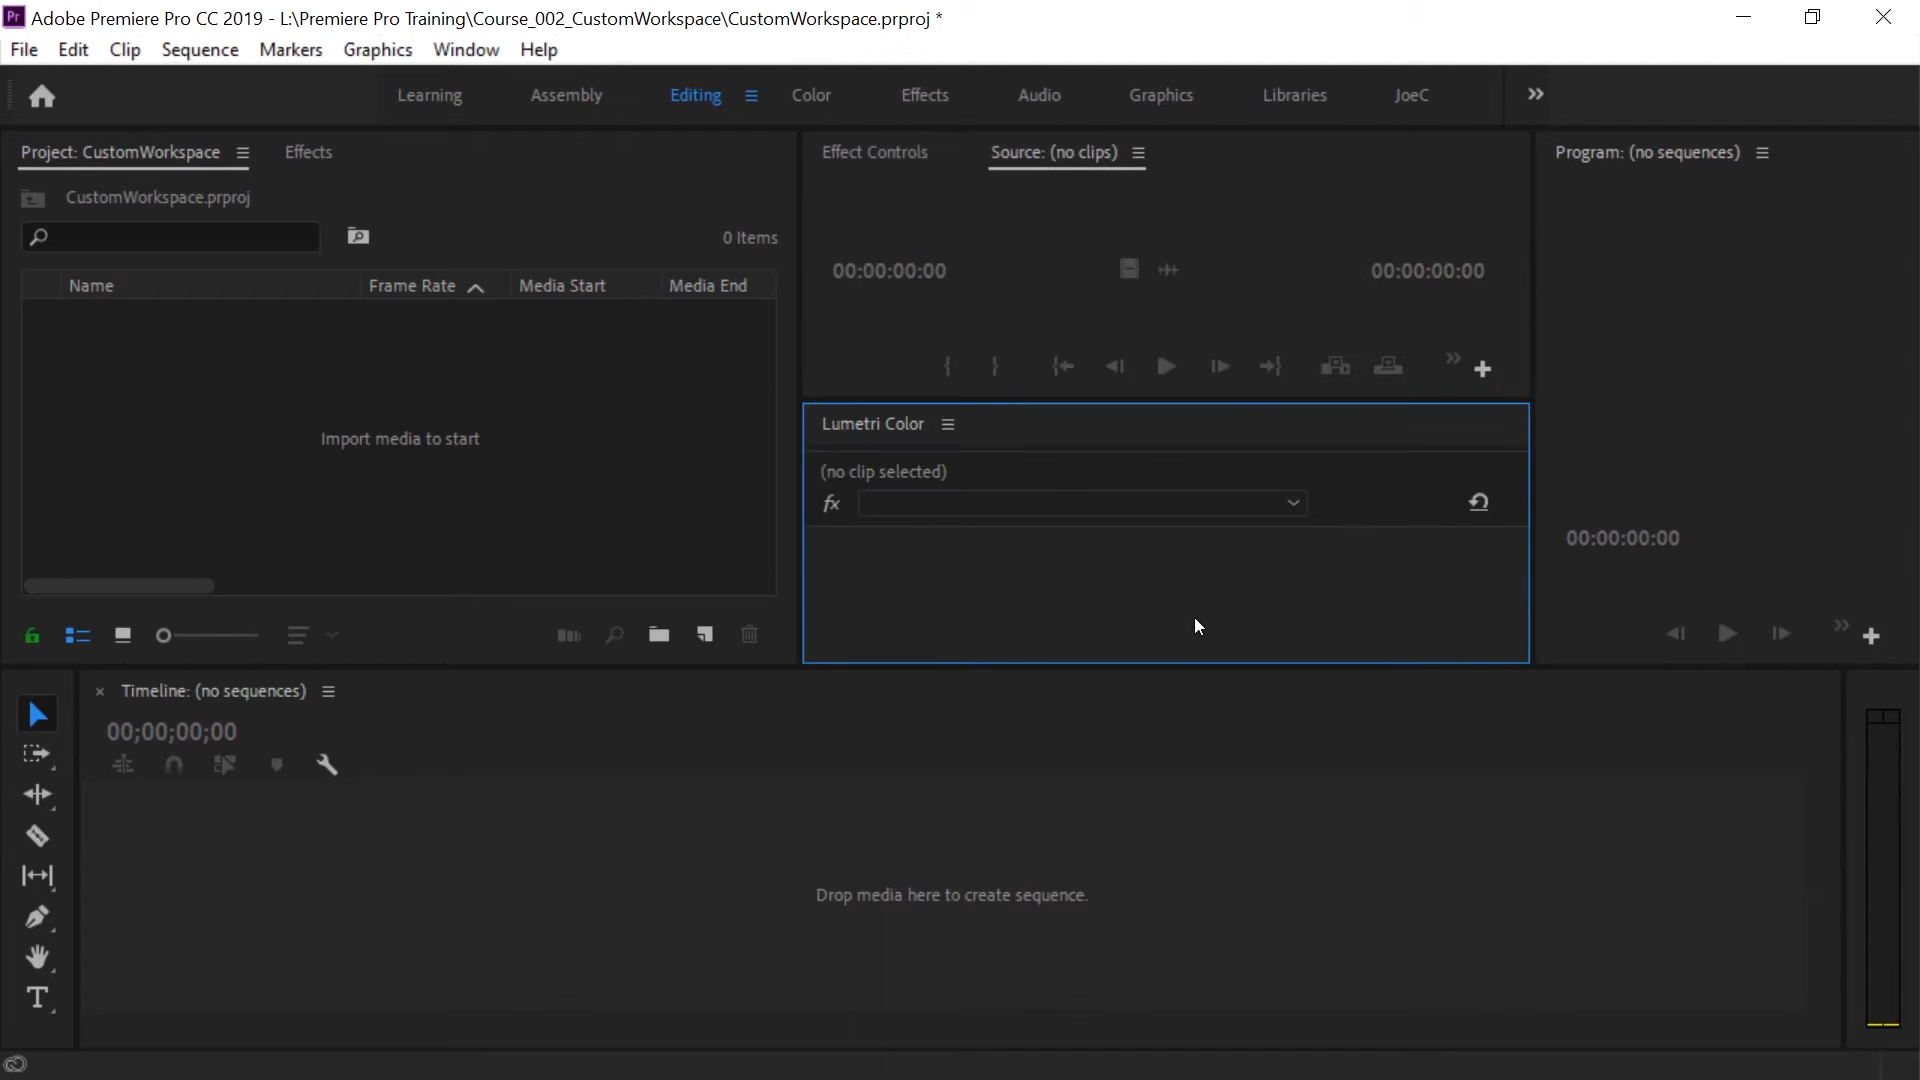 Pr Adobe Premiere Pro CC 2019 - L:\Premiere Pro Training\Course_002_CustomWorkspace\CustomWorkspace.prproj *
File Edit Clip Sequence Markers Graphics Window Help
Learning Assembly Editing Color Effects Audio Graphics Libraries JoeC
Project: CustomWorkspace Effects
Effect Controls Source: (no clips)
Program: (no sequences)
CustomWorkspace.prproj
0 Items
00:00:00:00 00:00:00:00
Name Frame Rate Media Start Media End
Import media to start
Lumetri Color
(no clip selected)
fx
00:00:00:00
Timeline: (no sequences)
00;00;00;00
Drop media here to create sequence.